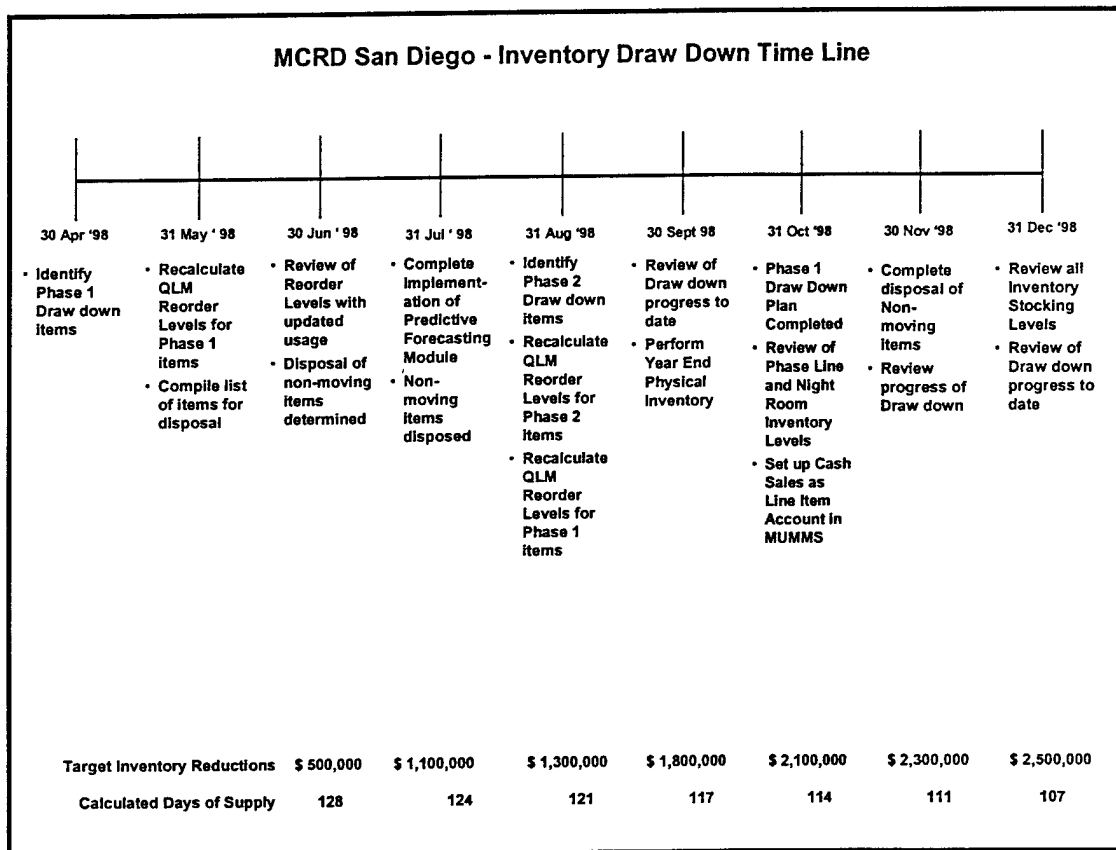 MCRD San Diego - Inventory Draw Down Time Line
30 Apr '98
• Identify
Phase 1
Draw down
items
31 May ' 98
• Recalculate
QLM
Reorder
Levels for
Phase 1
items
• Compile list
of items for
disposal
30 Jun ' 98
• Review of
Reorder
Levels with
updated
usage
• Disposal of
non-moving
items
determined
31 Jul ' 98
• Complete
Implement-
ation of
Predictive
Forecasting
Module
• Non-
moving
items
disposed
31 Aug '98
• Identify
Phase 2
Draw down
items
• Recalculate
QLM
Reorder
Levels for
Phase 2
items
• Recalculate
QLM
Reorder
Levels for
Phase 1
items
30 Sept 98
• Review of
Draw down
progress to
date
• Perform
Year End
Physical
Inventory
31 Oct '98
• Phase 1
Draw Down
Plan
Completed
• Review of
Phase Line
and Night
Room
Inventory
Levels
• Set up Cash
Sales as
Line Item
Account in
MUMMS
30 Nov '98
• Complete
disposal of
Non-
moving
items
• Review
progress of
Draw down
31 Dec '98
• Review all
Inventory
Stocking
Levels
• Review of
Draw down
progress to
date
Target Inventory Reductions $ 500,000 $ 1,100,000 $ 1,300,000 $ 1,800,000 $ 2,100,000 $ 2,300,000 $ 2,500,000
Calculated Days of Supply 128 124 121 117 114 111 107